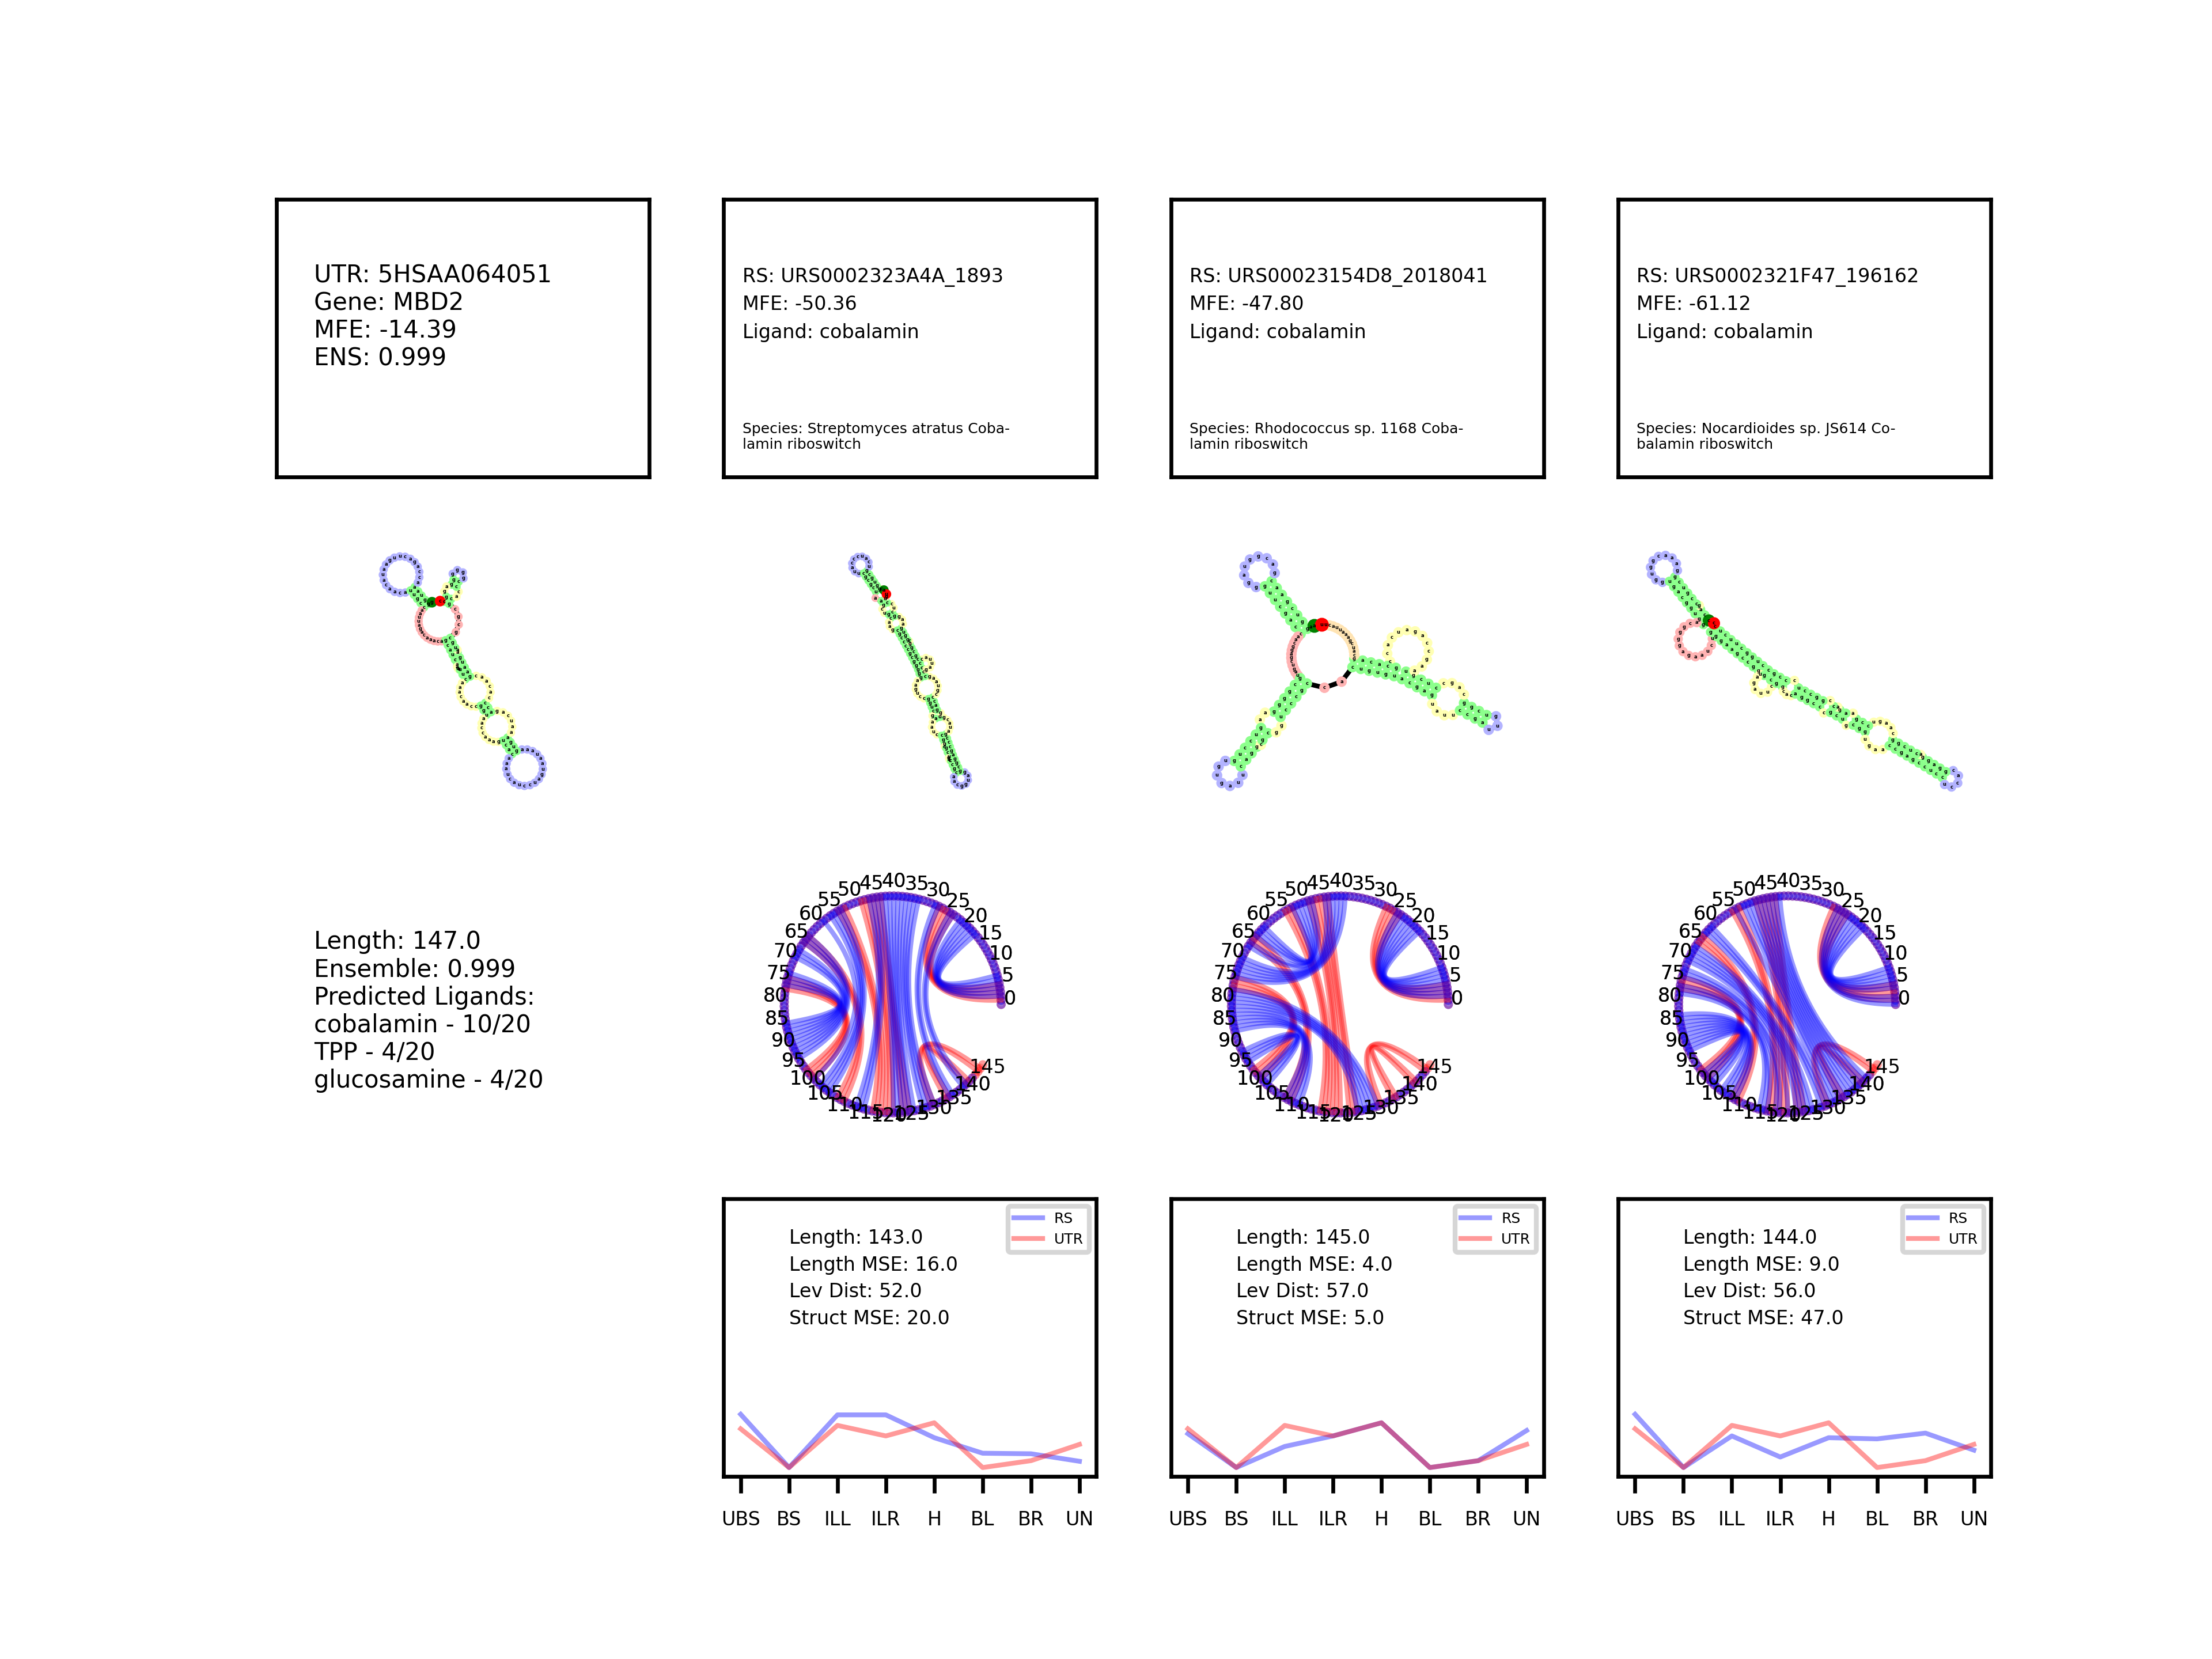 UTR: 5HSAA064051
Gene: MBD2
MFE: -14.39
ENS: 0.999
RS: URS0002323A4A_1893
MFE: -50.36
Ligand: cobalamin
Species: Streptomyces atratus Coba-
lamin riboswitch
RS: URS00023154D8_2018041
MFE: -47.80
Ligand: cobalamin
Species: Rhodococcus sp. 1168 Coba-
lamin riboswitch
RS: URS0002321F47_196162
MFE: -61.12
Ligand: cobalamin
Species: Nocardioides sp. JS614 Co-
balamin riboswitch
Length: 147.0
Ensemble: 0.999
Predicted Ligands:
cobalamin - 10/20
TPP - 4/20
glucosamine - 4/20
0
5
10
15
20
25
30
35
40
45
50
55
60
65
70
75
80
85
90
95
100
105
110
115
120
125
130
135
140
145
0
5
10
15
20
25
30
35
40
45
50
55
60
65
70
75
80
85
90
95
100
105
110
115
120
125
130
135
140
145
0
5
10
15
20
25
30
35
40
45
50
55
60
65
70
75
80
85
90
95
100
105
110
115
120
125
130
135
140
145
RS
UTR
Length: 143.0
Length MSE: 16.0
Lev Dist: 52.0
Struct MSE: 20.0
UBS BS ILL ILR H BL BR UN
RS
UTR
Length: 145.0
Length MSE: 4.0
Lev Dist: 57.0
Struct MSE: 5.0
UBS BS ILL ILR H BL BR UN
RS
UTR
Length: 144.0
Length MSE: 9.0
Lev Dist: 56.0
Struct MSE: 47.0
UBS BS ILL ILR H BL BR UN